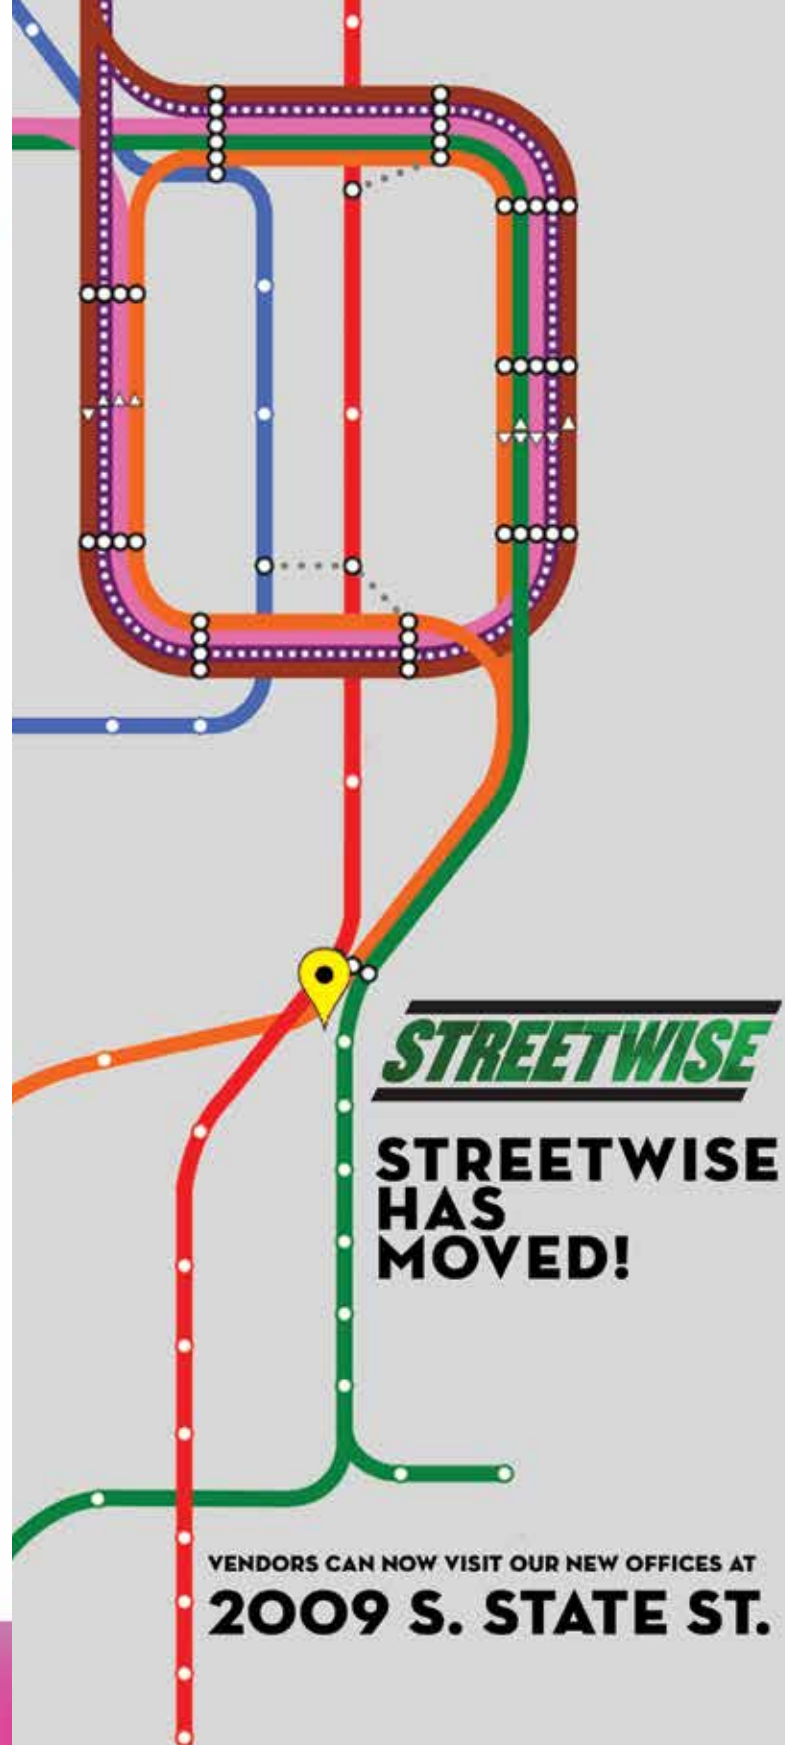 STREETWISE
STREETWISE
HAS
MOVED!
VENDORS CAN NOW VISIT OUR NEW OFFICES AT
2009 S. STATE ST.